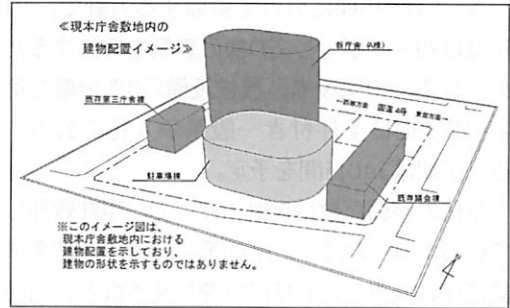 ≪現本庁舎敷地内の
建物配置イメージ≫
新庁舎
既存第三庁舎棟
国道4号
駐車場棟
既存議会棟
※このイメージ図は、
現本庁舎敷地内における
建物配置を示しており、
建物の形状を示すものではありません。